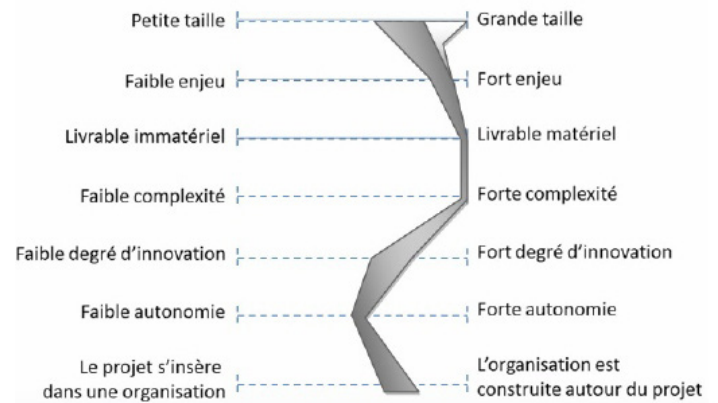 Petite taille
Grande taille
Faible enjeu
Fort enjeu
Livrable immatériel
Livrable matériel
Faible complexité
Forte complexité
Faible degré d'innovation
Fort degré d'innovation
Faible autonomie
Forte autonomie
Le projet s'insère
dans une organisation
L'organisation est
construite autour du projet